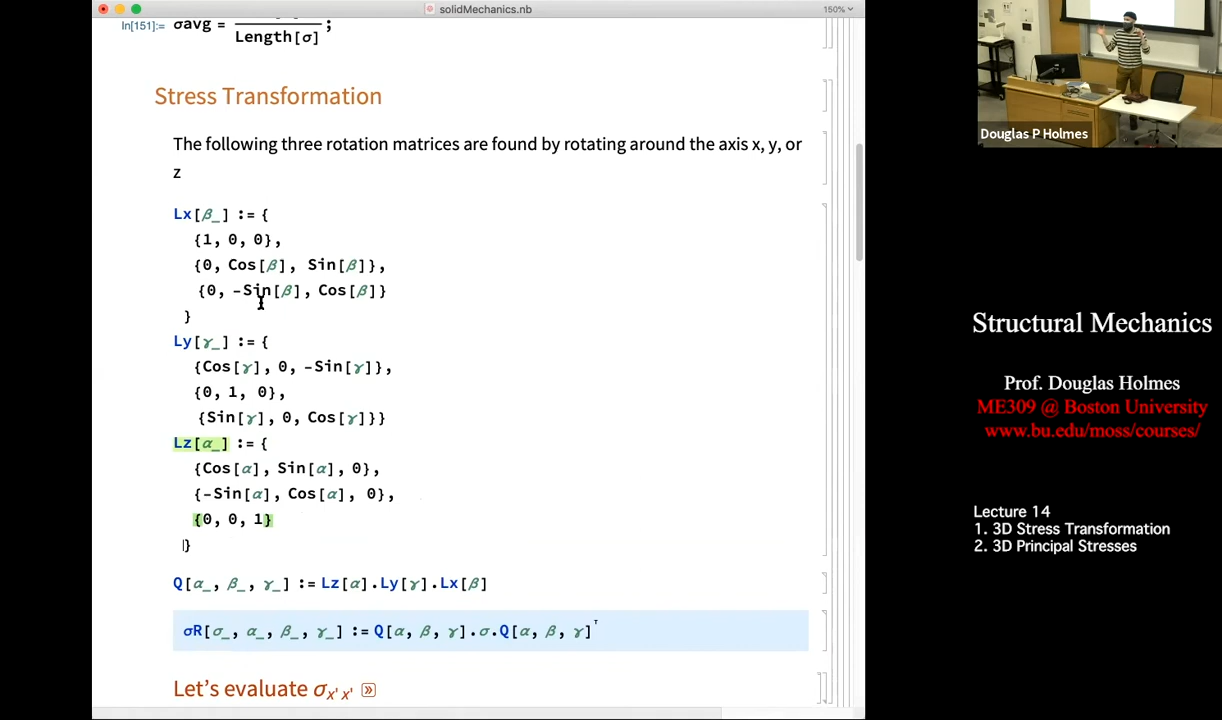 solidMechanics.nb
150%
In[151]:= σavg =
Length[σ]
;
Stress Transformation
The following three rotation matrices are found by rotating around the axis x, y, or
z
Lx[β_] := {
{1, 0, 0},
{0, Cos[β], Sin[β]},
{0, -Sin[β], Cos[β]}
}
Ly[γ_] := {
{Cos[γ], 0, -Sin[γ]},
{0, 1, 0},
{Sin[γ], 0, Cos[γ]}}
Lz[α_] := {
{Cos[α], Sin[α], 0},
{-Sin[α], Cos[α], 0},
{0, 0, 1}
}
Q[α_, β_, γ_] := Lz[α].Ly[γ].Lx[β]
σR[σ_, α_, β_, γ_] := Q[α, β, γ].σ.Q[α, β, γ]ᵀ
Let's evaluate σx'x' »
Douglas P Holmes
Structural Mechanics
Prof. Douglas Holmes
ME309 @ Boston University
www.bu.edu/moss/courses/
Lecture 14
1. 3D Stress Transformation
2. 3D Principal Stresses